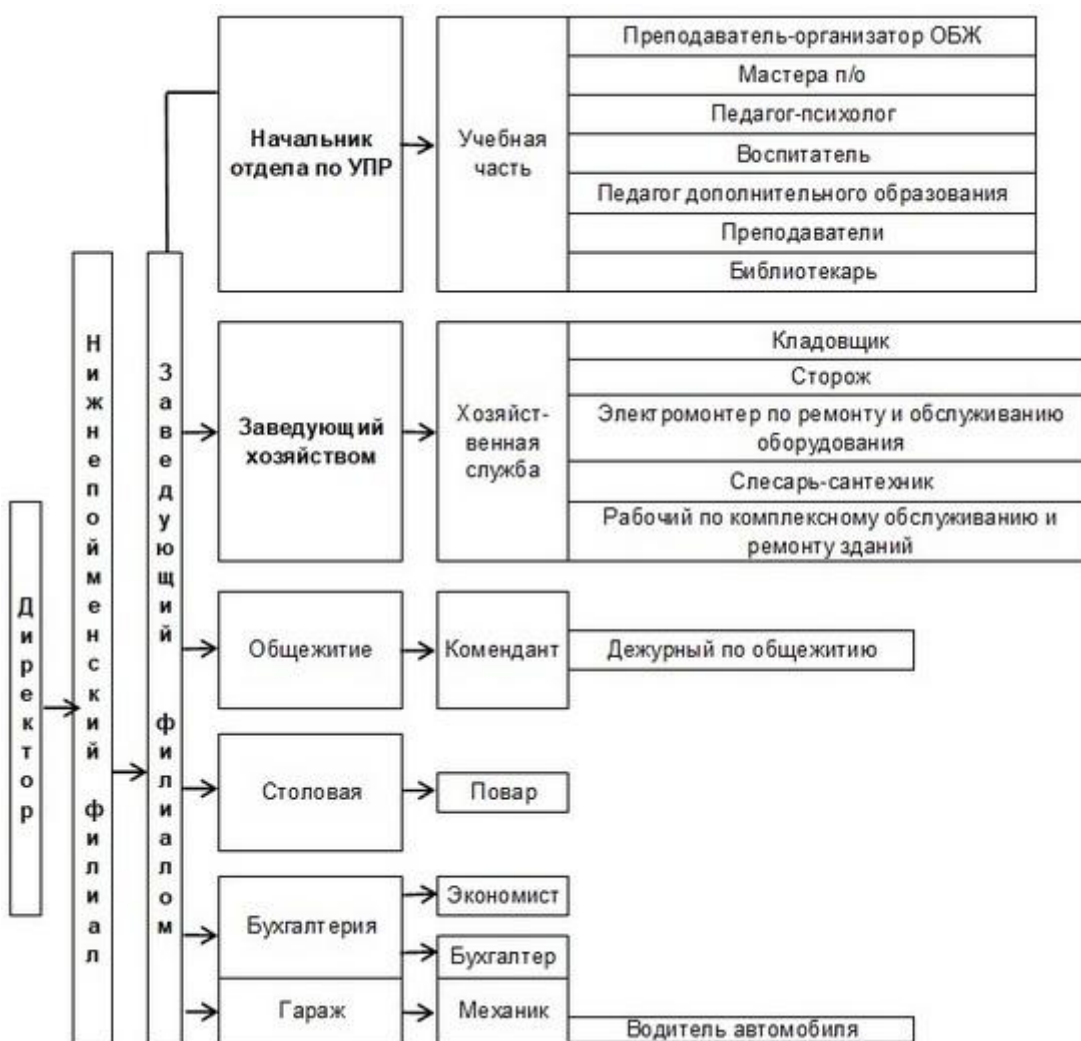 Директор
Нижнепойменский филиал
Заведующий филиалом
Начальник
отдела по УПР
Учебная
часть
Преподаватель-организатор ОБЖ
Мастера п/о
Педагог-психолог
Воспитатель
Педагог дополнительного образования
Преподаватели
Библиотекарь
Заведующий
хозяйством
Хозяйст-
венная
служба
Кладовщик
Сторож
Электромонтер по ремонту и обслуживанию
оборудования
Слесарь-сантехник
Рабочий по комплексному обслуживанию и
ремонту зданий
Общежитие
Комендант
Дежурный по общежитию
Столовая
Повар
Бухгалтерия
Экономист
Бухгалтер
Гараж
Механик
Водитель автомобиля